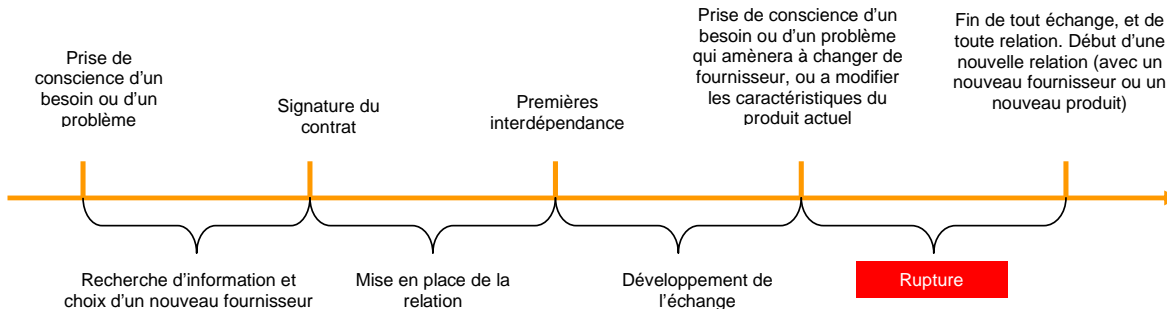 Prise de
conscience d'un
besoin ou d'un
problème
Signature du
contrat
Premières
interdépendance
Prise de conscience d'un
besoin ou d'un problème
qui amènera à changer de
fournisseur, ou a modifier
les caractéristiques du
produit actuel
Fin de tout échange, et de
toute relation. Début d'une
nouvelle relation (avec un
nouveau fournisseur ou un
nouveau produit)
Recherche d'information et
choix d'un nouveau fournisseur
Mise en place de la
relation
Développement de
l'échange
Rupture